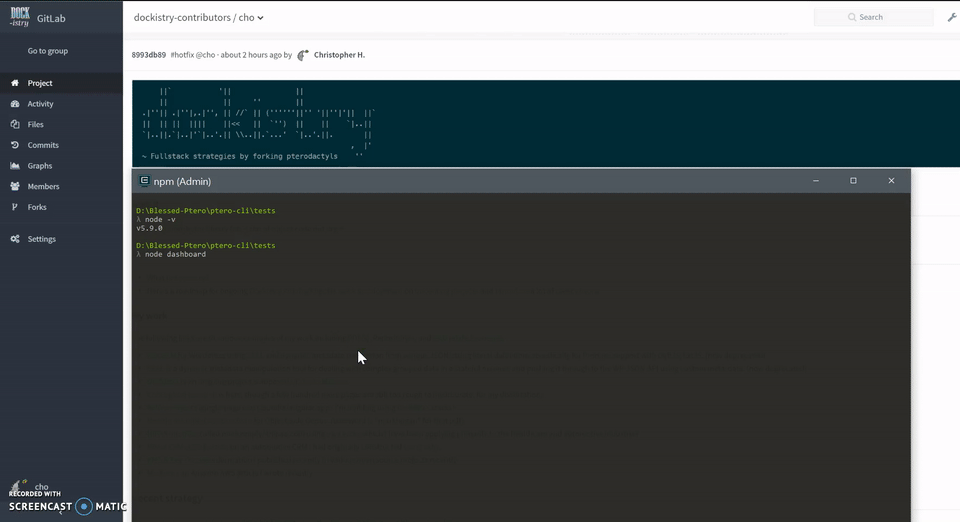 DOCK
-istry
GitLab
dockistry-contributors / cho
Search
Go to group
8993db89 #hotfix @cho · about 2 hours ago by Christopher H.
Project
Activity
Files
Commits
Graphs
Members
Forks
Settings
~ Fullstack strategies by forking pterodactyls
npm (Admin)
D:\Blessed-Ptero\ptero-cli\tests
λ node -v
v5.9.0
D:\Blessed-Ptero\ptero-cli\tests
λ node dashboard
cho
RECORDED WITH
SCREENCAST MATIC